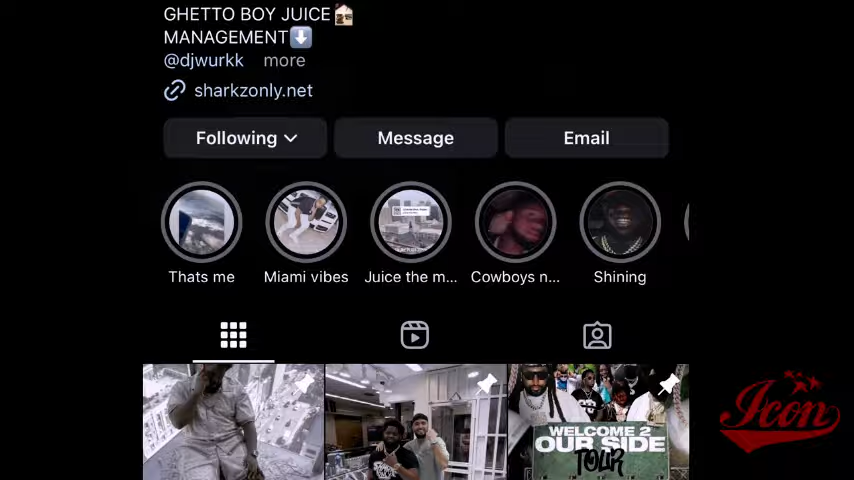 GHETTO BOY JUICE
MANAGEMENT
@djwurkk more
sharkzonly.net
Following Message Email
Thats me Miami vibes Juice the m... Cowboys n... Shining
WELCOME 2
OUR SIDE
TOUR
Icon